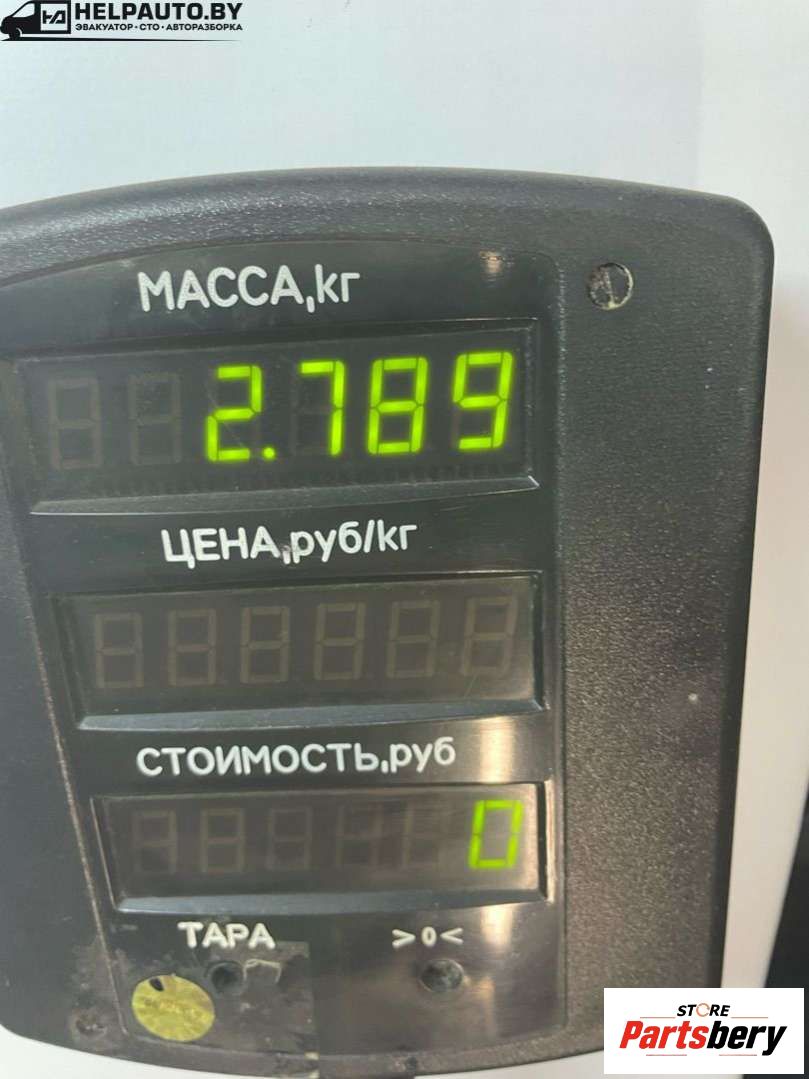 HELPAUTO.BY
ЭВАКУАТОР•СТО•АВТОРАЗБОРКА
МАССА,кг
2.789
ЦЕНА,руб/кг
СТОИМОСТЬ,руб
0
ТАРА >0<
STORE
Partsbery